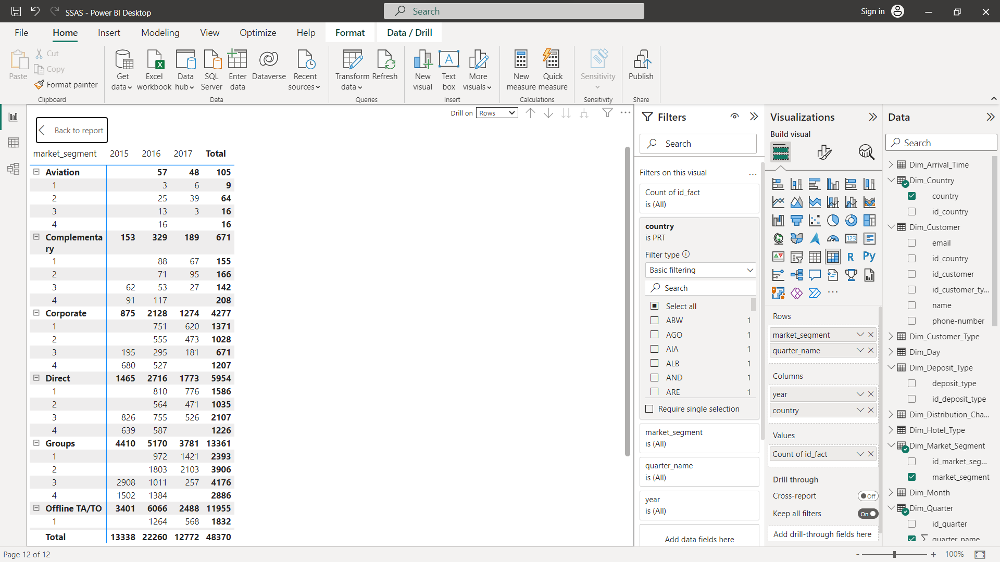 SSAS - Power BI Desktop
Search
Sign in
File
Home
Insert
Modeling
View
Optimize
Help
Format
Data / Drill
Paste
Cut
Copy
Format painter
Clipboard
Get data
Excel workbook
Data hub
SQL Server
Enter data
Dataverse
Recent sources
Data
Transform data
Refresh
Queries
New visual
Text box
More visuals
Insert
New measure
Quick measure
Calculations
Sensitivity
Sensitivity
Publish
Share
Back to report
Drill on
Rows
market_segment 2015 2016 2017 Total
Aviation 57 48 105
1 3 6 9
2 25 39 64
3 13 3 16
4 16 16
Complementa
ry 153 329 189 671
1 88 67 155
2 71 95 166
3 62 53 27 142
4 91 117 208
Corporate 875 2128 1274 4277
1 751 620 1371
2 555 473 1028
3 195 295 181 671
4 680 527 1207
Direct 1465 2716 1773 5954
1 810 776 1586
2 564 471 1035
3 826 755 526 2107
4 639 587 1226
Groups 4410 5170 3781 13361
1 972 1421 2393
2 1803 2103 3906
3 2908 1011 257 4176
4 1502 1384 2886
Offline TA/TO 3401 6066 2488 11955
1 1264 568 1832
Total 13338 22260 12772 48370
Filters
Search
Filters on this visual
...
Count of id_fact
is (All)
country
is PRT
Filter type
Basic filtering
Search
Select all
ABW 1
AGO 1
AIA 1
ALB 1
AND 1
ARE 1
Require single selection
market_segment
is (All)
quarter_name
is (All)
year
is (All)
Add data fields here
Visualizations
Build visual
123
R
Py
...
Rows
market_segment
quarter_name
Columns
year
country
Values
Count of id_fact
Drill through
Cross-report
Off
Keep all filters
On
Add drill-through fields here
Data
Search
Dim_Arrival_Time
Dim_Country
country
id_country
Dim_Customer
email
id_country
id_customer
id_customer_ty...
name
phone-number
Dim_Customer_Type
Dim_Day
Dim_Deposit_Type
deposit_type
id_deposit_type
Dim_Distribution_Cha...
Dim_Hotel_Type
Dim_Market_Segment
id_market_seg...
market_segment
Dim_Month
Dim_Quarter
id_quarter
quarter_name
Page 12 of 12
- + 100%